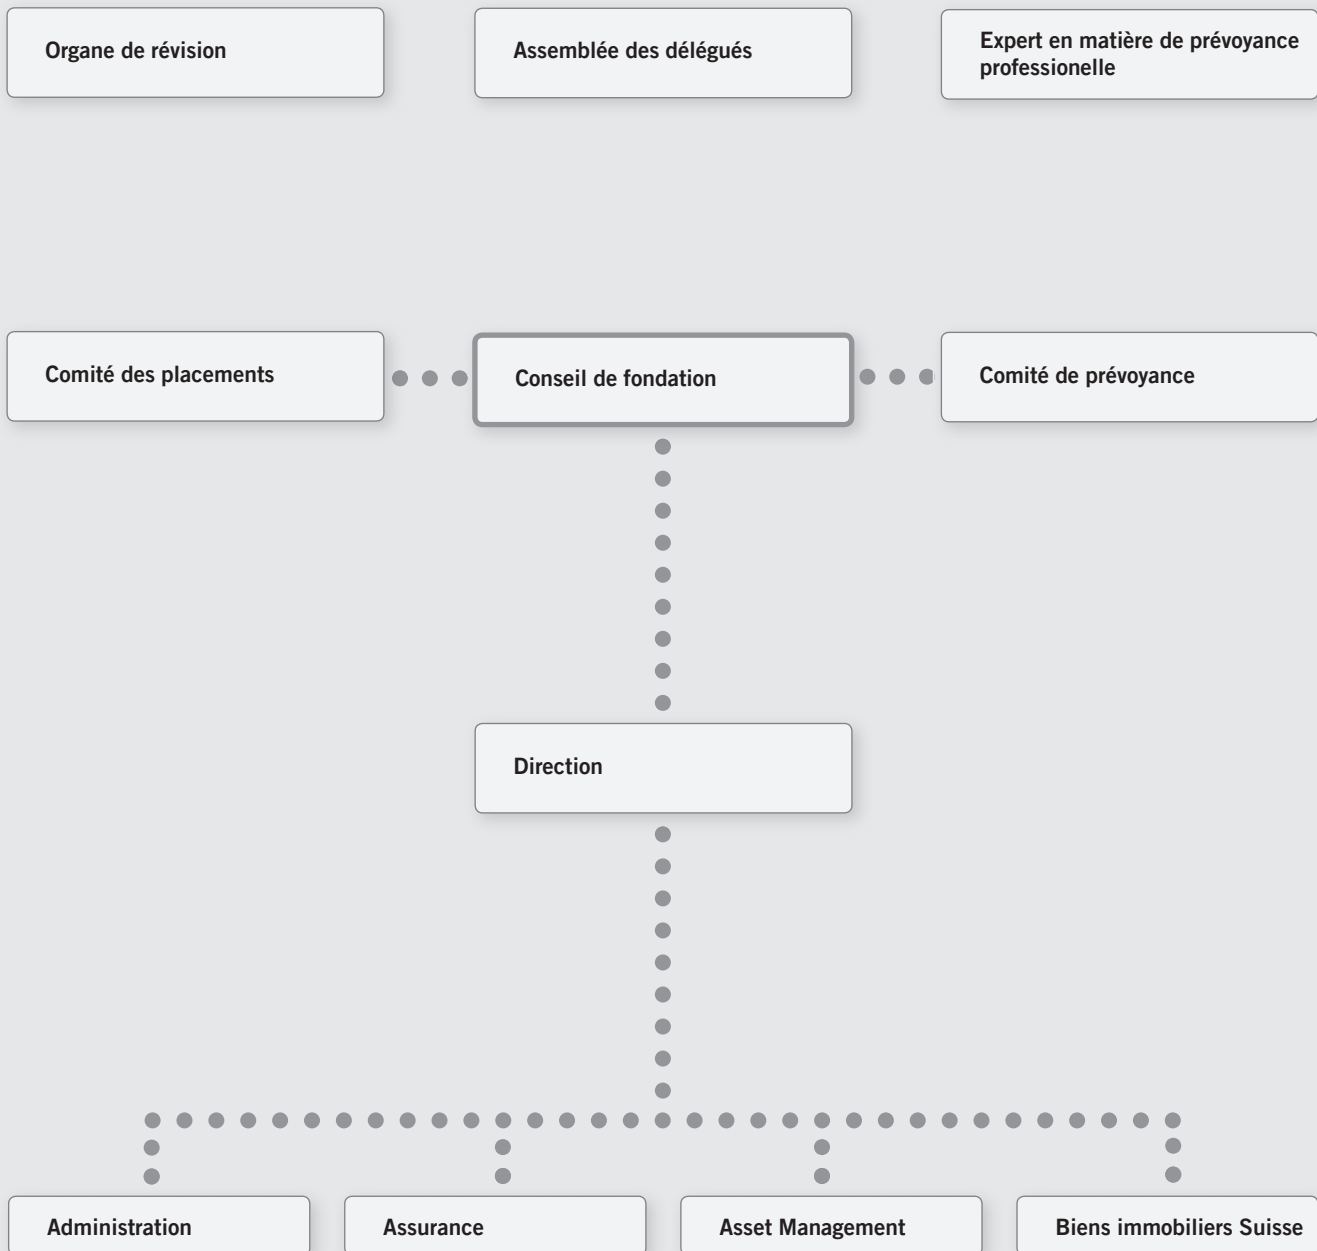 Organe de révision
Assemblée des délégués
Expert en matière de prévoyance
professionelle
Comité des placements
Conseil de fondation
Comité de prévoyance
Direction
Administration
Assurance
Asset Management
Biens immobiliers Suisse